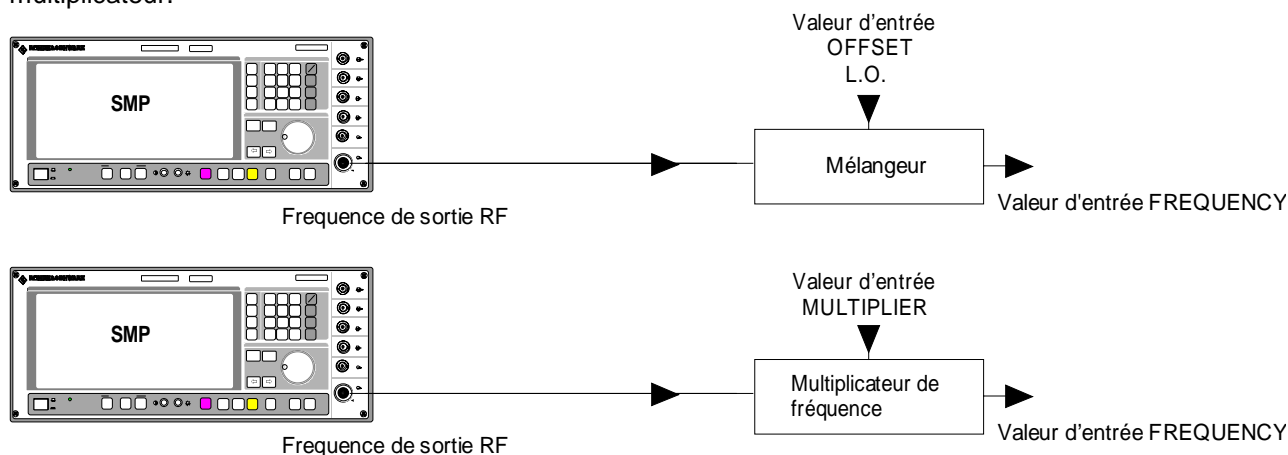 multiplicateur.
Valeur d'entrée
OFFSET
L.O.
SMP
Mélangeur
Frequence de sortie RF
Valeur d'entrée FREQUENCY
Valeur d'entrée
MULTIPLIER
SMP
Multiplicateur de
fréquence
Frequence de sortie RF
Valeur d'entrée FREQUENCY